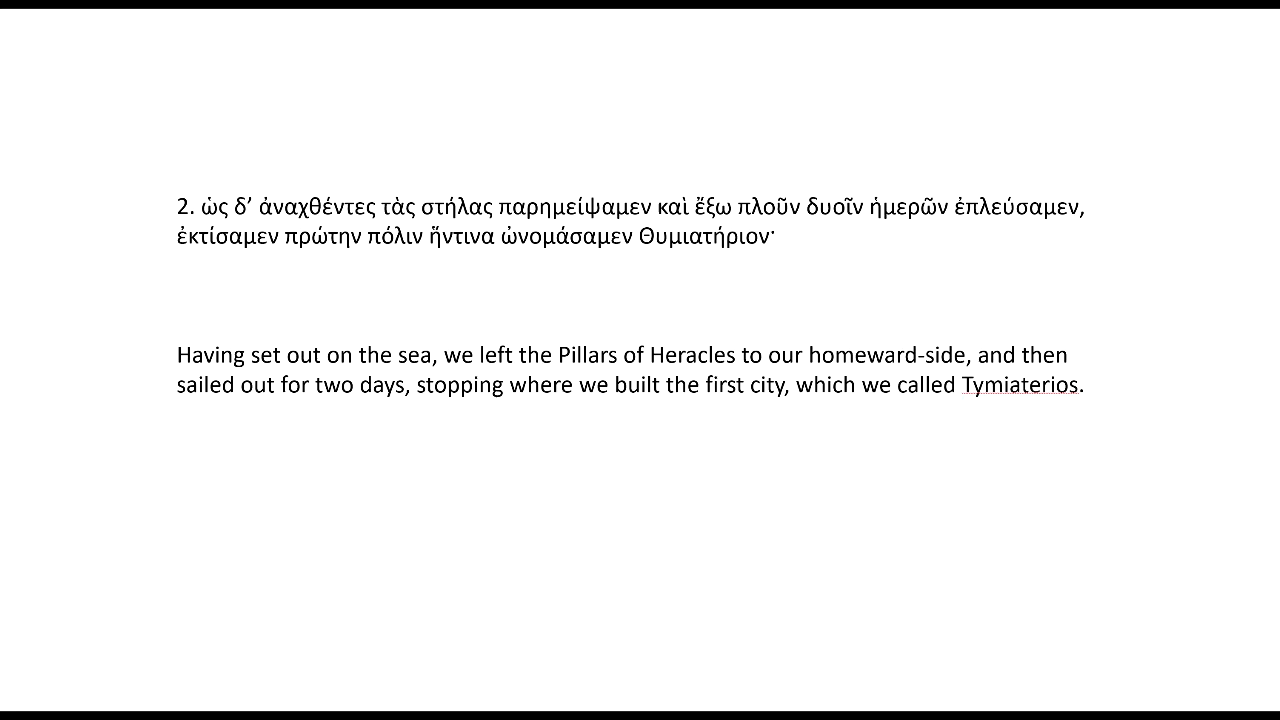 2. ὡς δ’ ἀναχθέντες τὰς στήλας παρημείψαμεν καὶ ἔξω πλοῦν δυοῖν ἡμερῶν ἐπλεύσαμεν,
ἐκτίσαμεν πρώτην πόλιν ἥντινα ὠνομάσαμεν Θυμιατήριον·
Having set out on the sea, we left the Pillars of Heracles to our homeward-side, and then
sailed out for two days, stopping where we built the first city, which we called Tymiaterios.